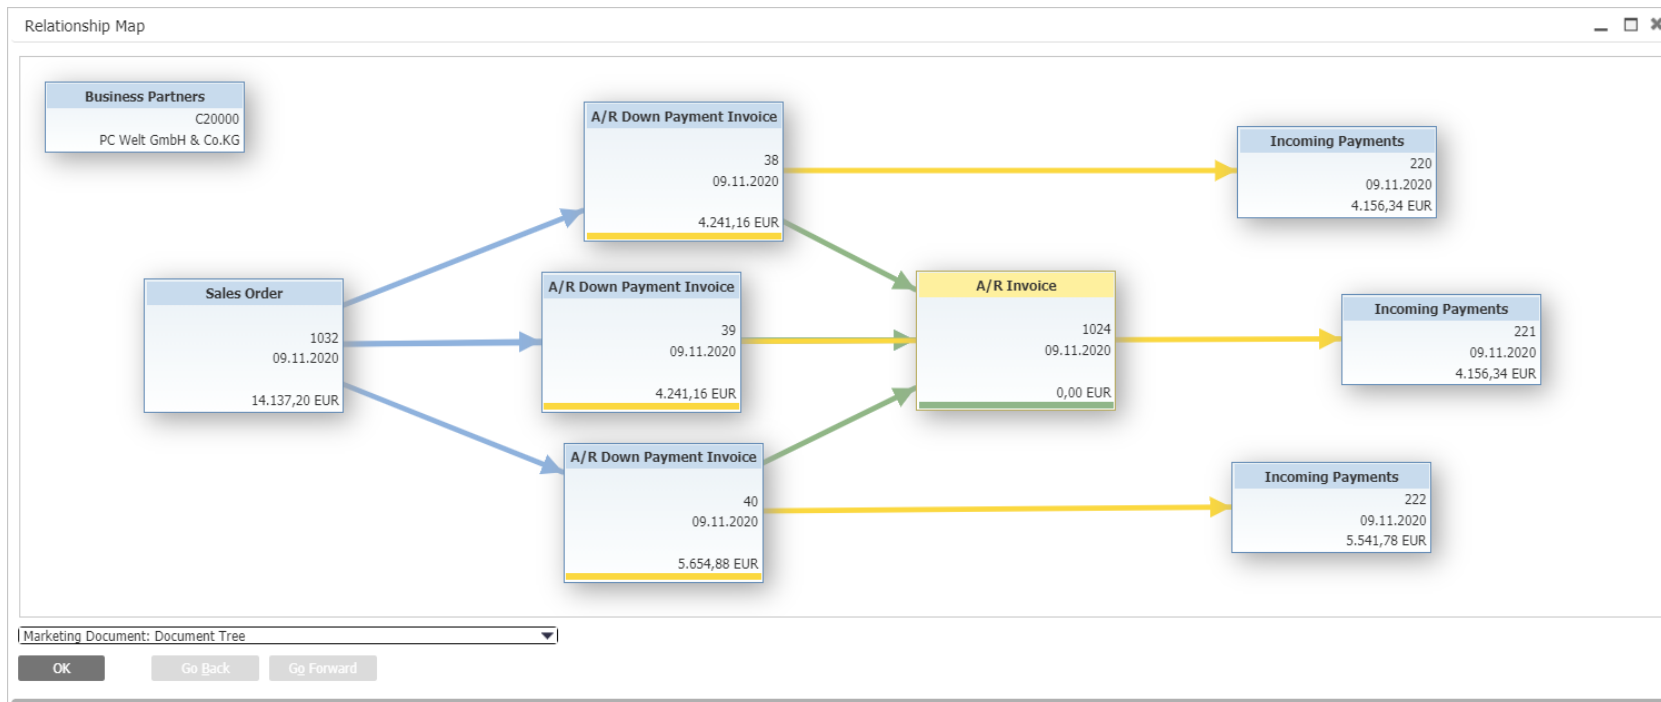 Relationship Map
Business Partners
C20000
PC Welt GmbH & Co.KG
Sales Order
1032
09.11.2020
14.137,20 EUR
A/R Down Payment Invoice
38
09.11.2020
4.241,16 EUR
A/R Down Payment Invoice
39
09.11.2020
4.241,16 EUR
A/R Down Payment Invoice
40
09.11.2020
5.654,88 EUR
A/R Invoice
1024
09.11.2020
0,00 EUR
Incoming Payments
220
09.11.2020
4.156,34 EUR
Incoming Payments
221
09.11.2020
4.156,34 EUR
Incoming Payments
222
09.11.2020
5.541,78 EUR
Marketing Document: Document Tree
OK
Go Back
Go Forward